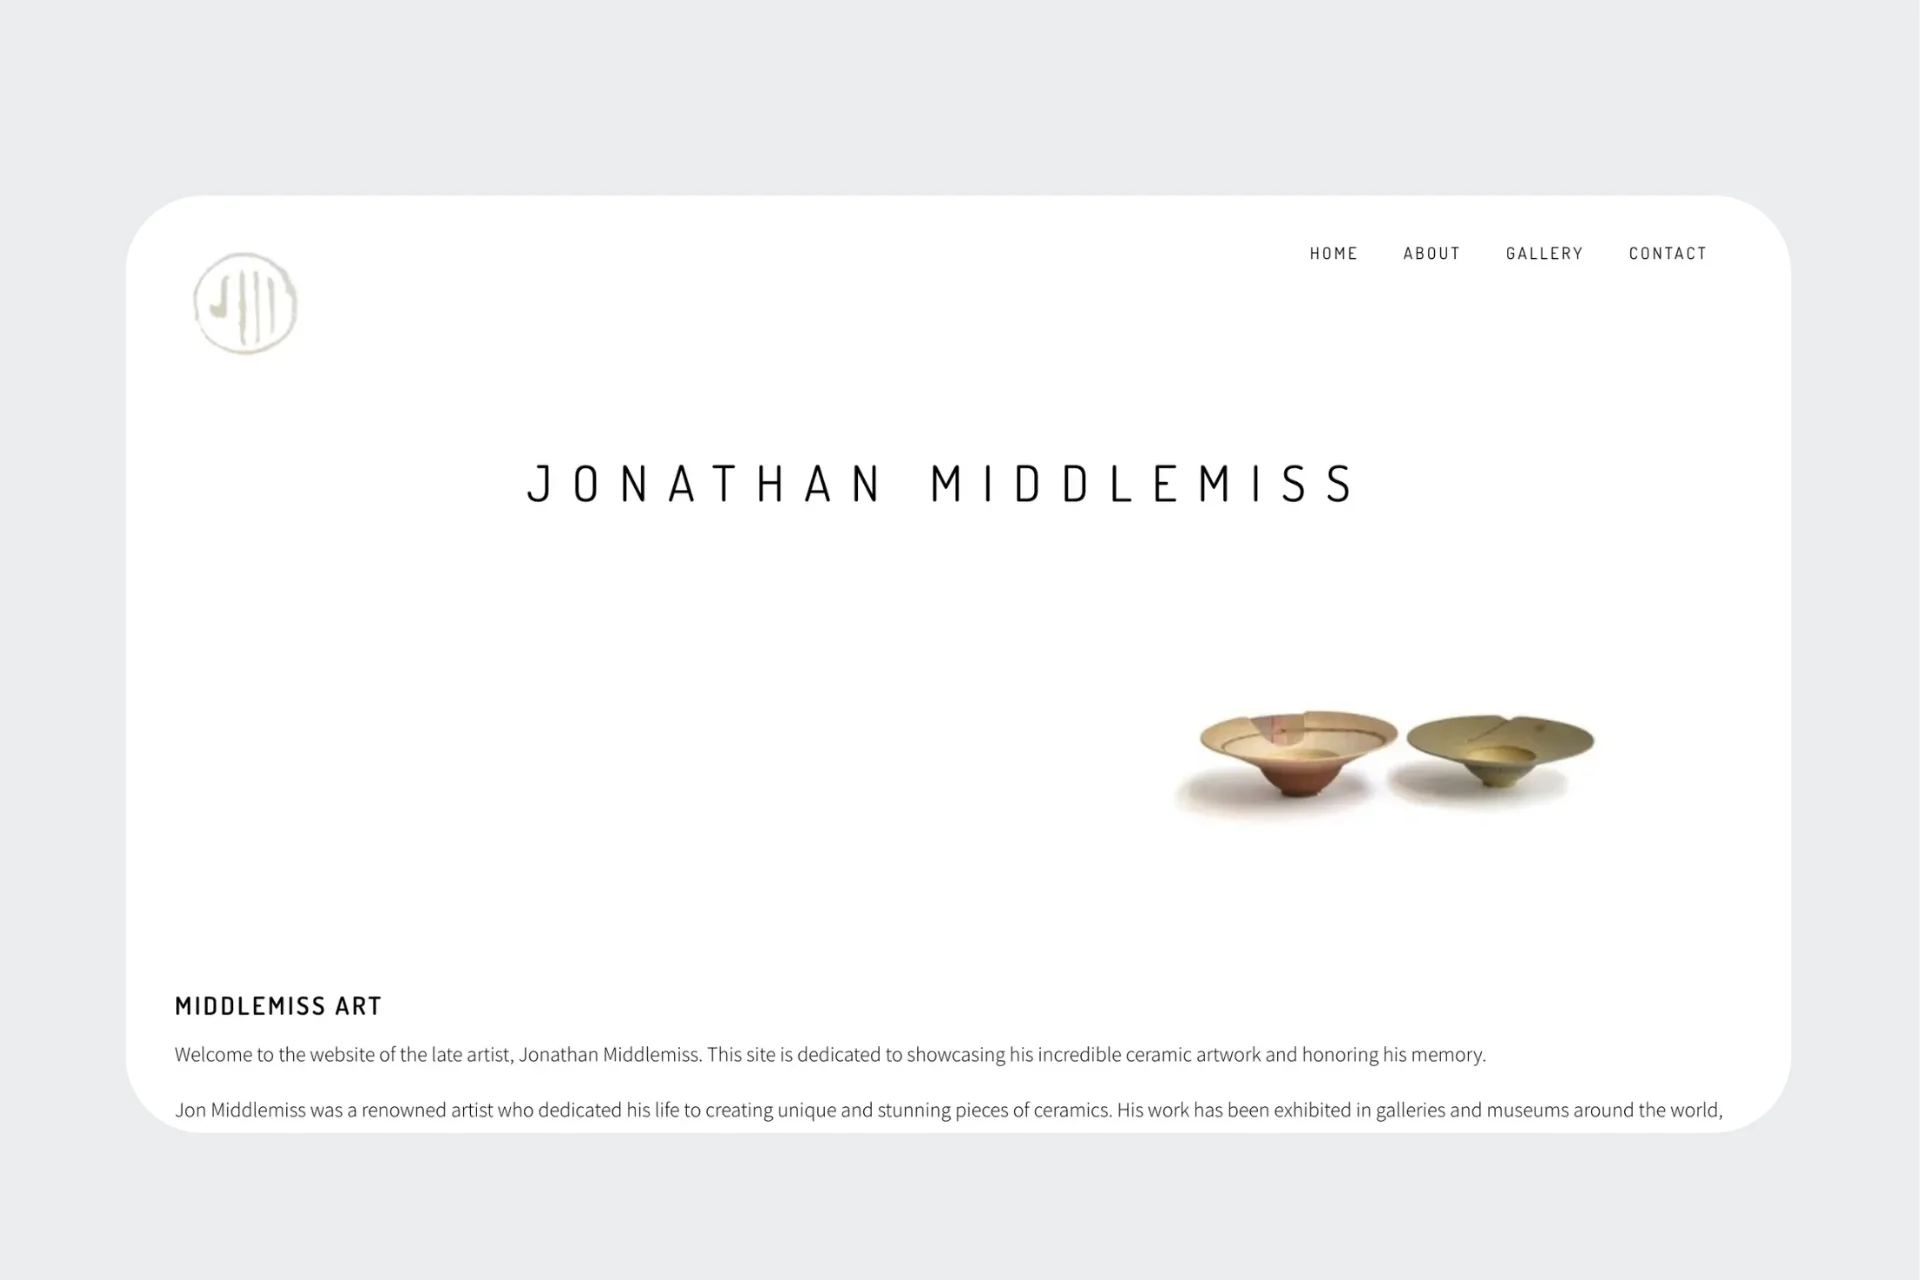 HOME ABOUT GALLERY CONTACT
JM
JONATHAN MIDDLEMISS
MIDDLEMISS ART
Welcome to the website of the late artist, Jonathan Middlemiss. This site is dedicated to showcasing his incredible ceramic artwork and honoring his memory.
Jon Middlemiss was a renowned artist who dedicated his life to creating unique and stunning pieces of ceramics. His work has been exhibited in galleries and museums around the world,